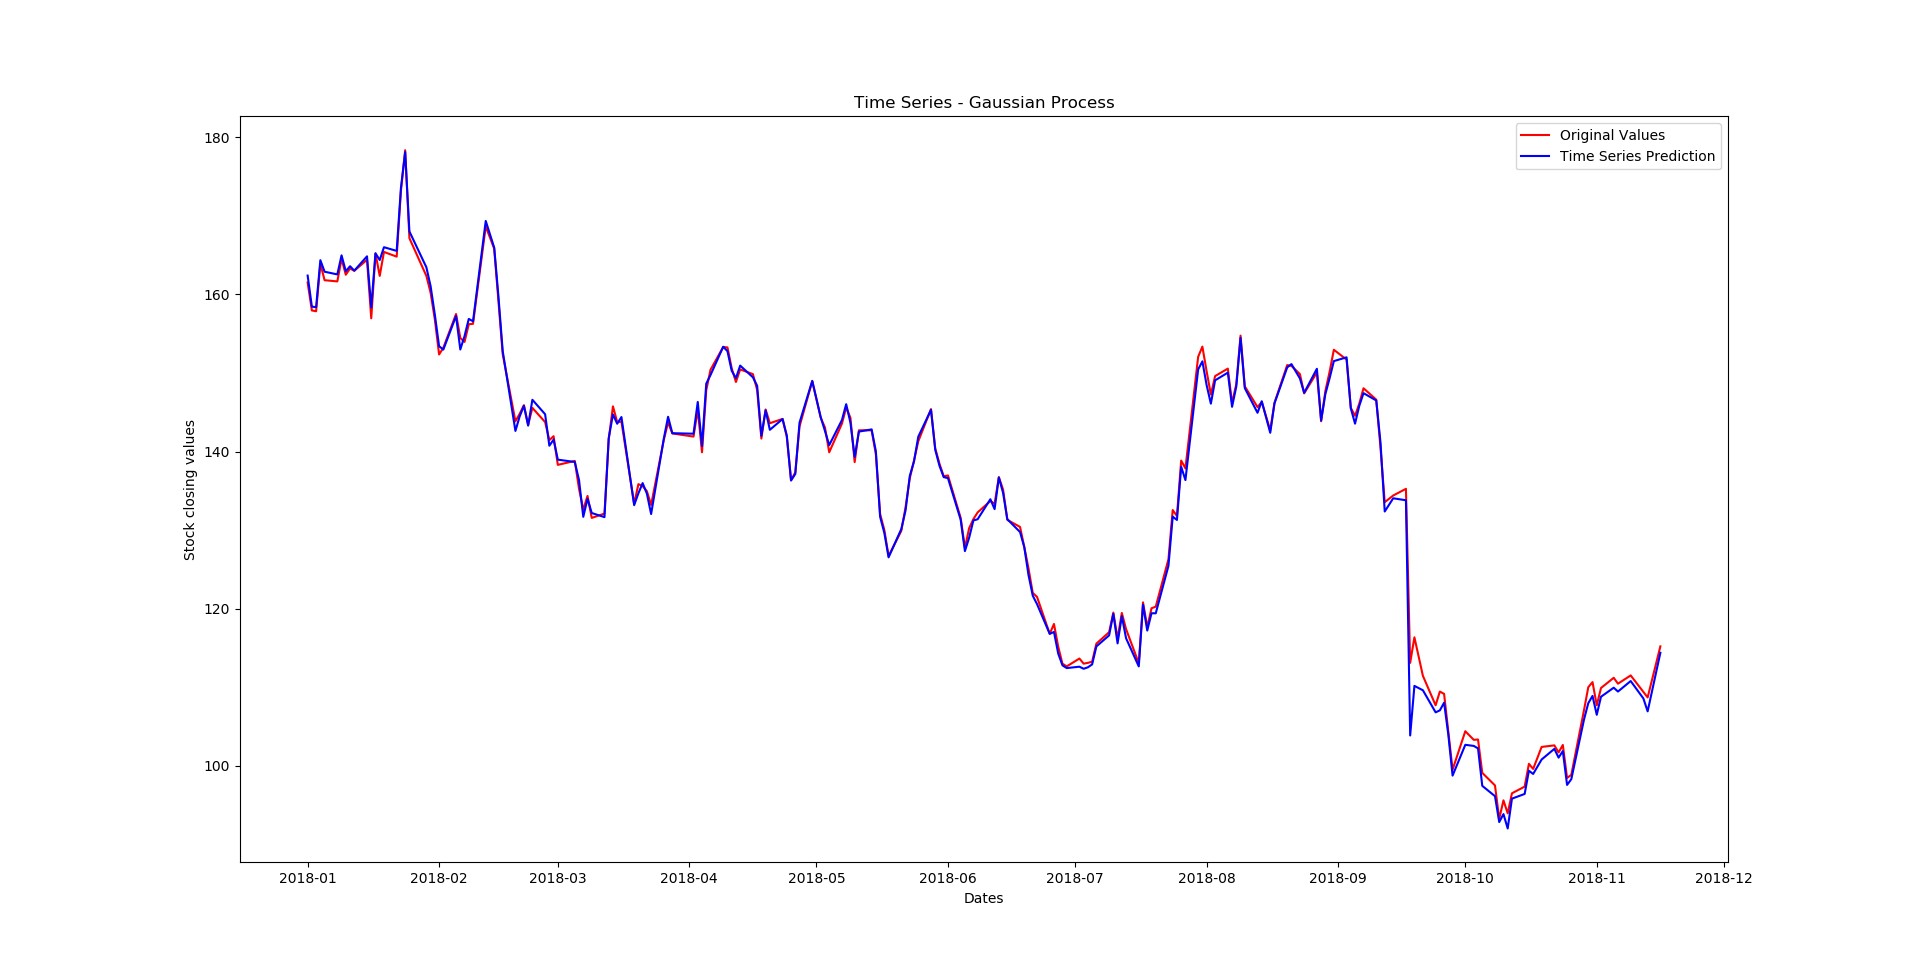 Time Series - Gaussian Process
Original Values
Time Series Prediction
180
160
140
120
100
Stock closing values
2018-01 2018-02 2018-03 2018-04 2018-05 2018-06 2018-07 2018-08 2018-09 2018-10 2018-11 2018-12
Dates